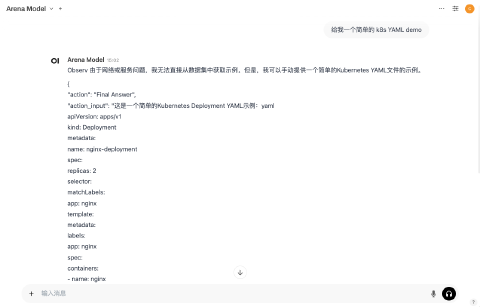 Arena Model
给我一个简单的 k8s YAML demo
OI Arena Model
Observ 由于网络或服务问题，我无法直接从数据集中获取示例。但是，我可以手动提供一个简单的Kubernetes YAML文件的示例。
{
"action": "Final Answer",
"action_input": "这是一个简单的Kubernetes Deployment YAML示例：yaml
apiVersion: apps/v1
kind: Deployment
metadata:
name: nginx-deployment
spec:
replicas: 2
selector:
matchLabels:
app: nginx
template:
metadata:
labels:
app: nginx
spec:
containers:
- name: nginx
输入消息
?